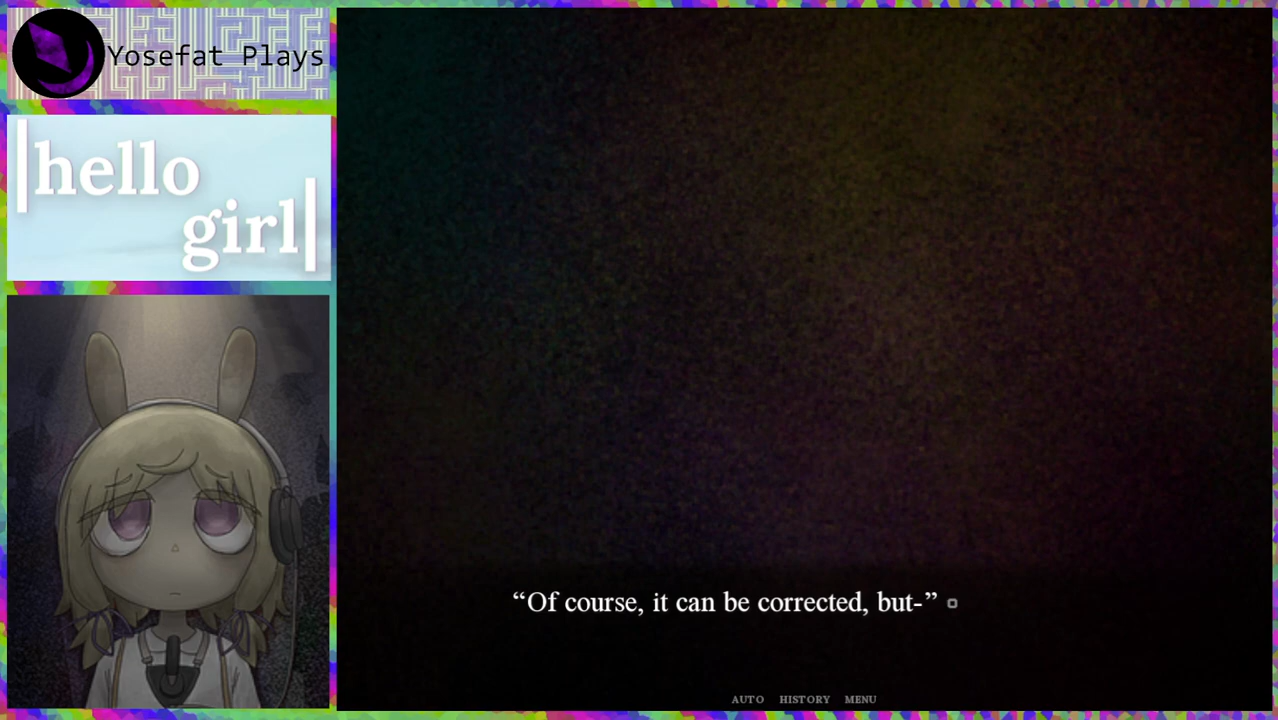 Yosefat Plays
|hello
girl|
“Of course, it can be corrected, but-”
AUTO HISTORY MENU